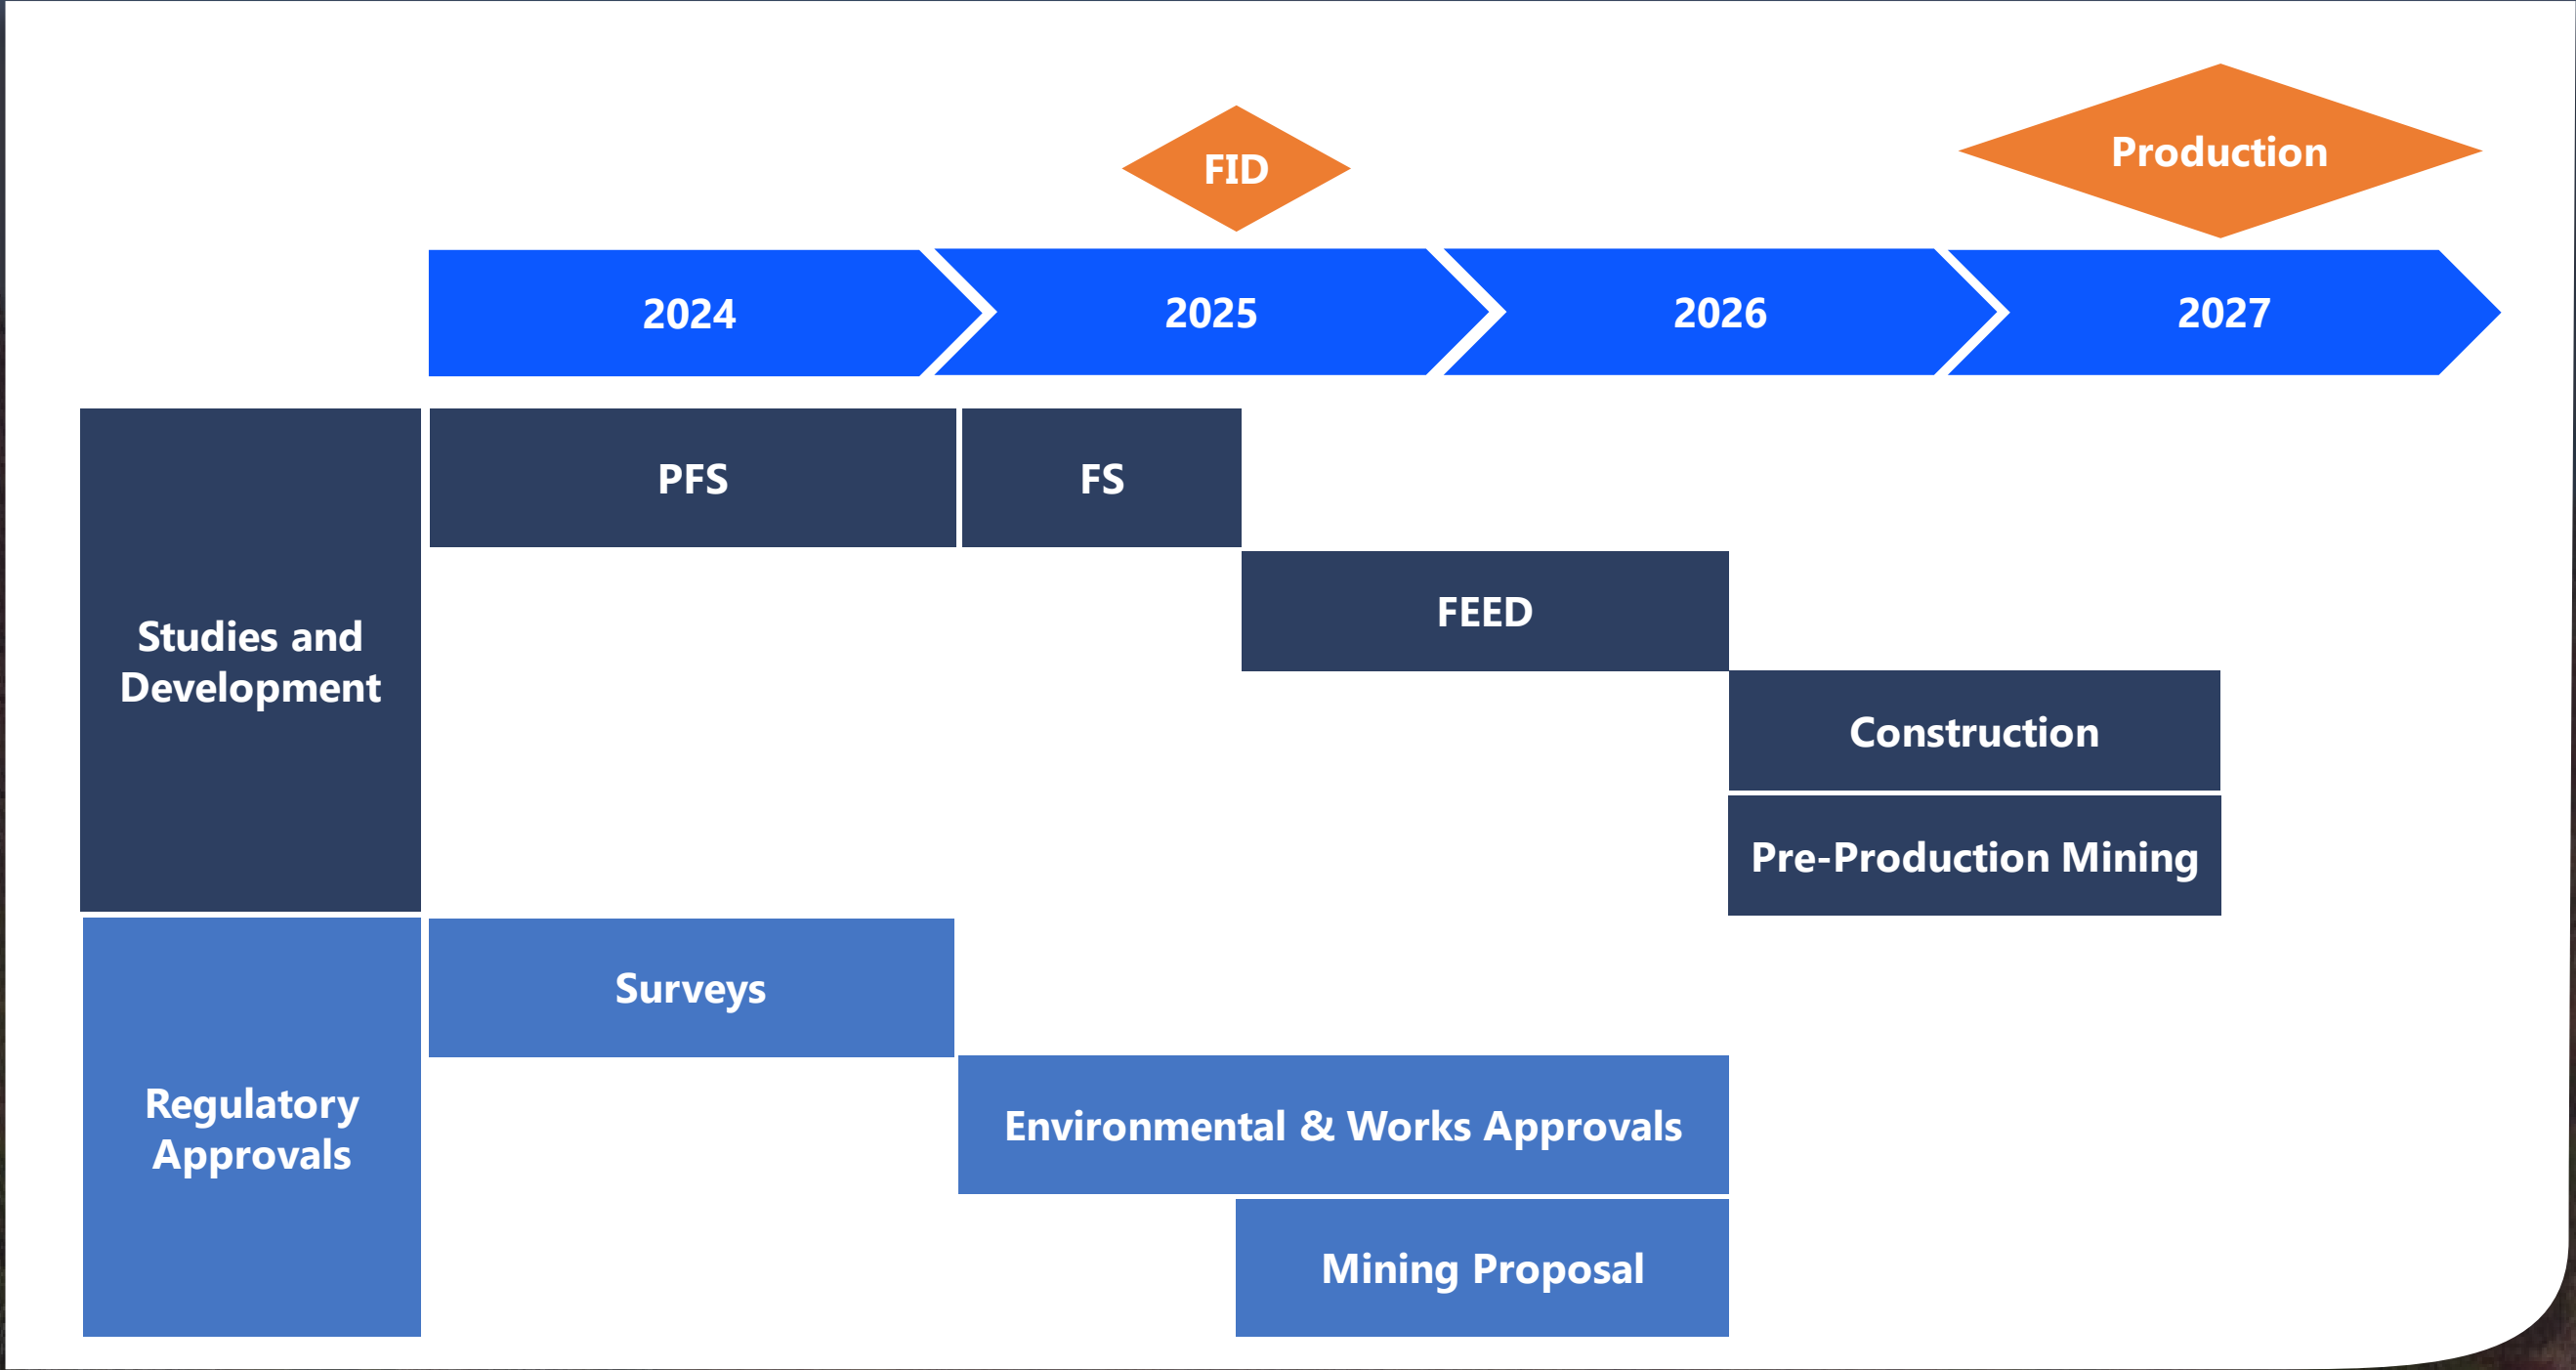 FID
Production
2024
2025
2026
2027
Studies and
Development
PFS
FS
FEED
Construction
Pre-Production Mining
Regulatory
Approvals
Surveys
Environmental & Works Approvals
Mining Proposal